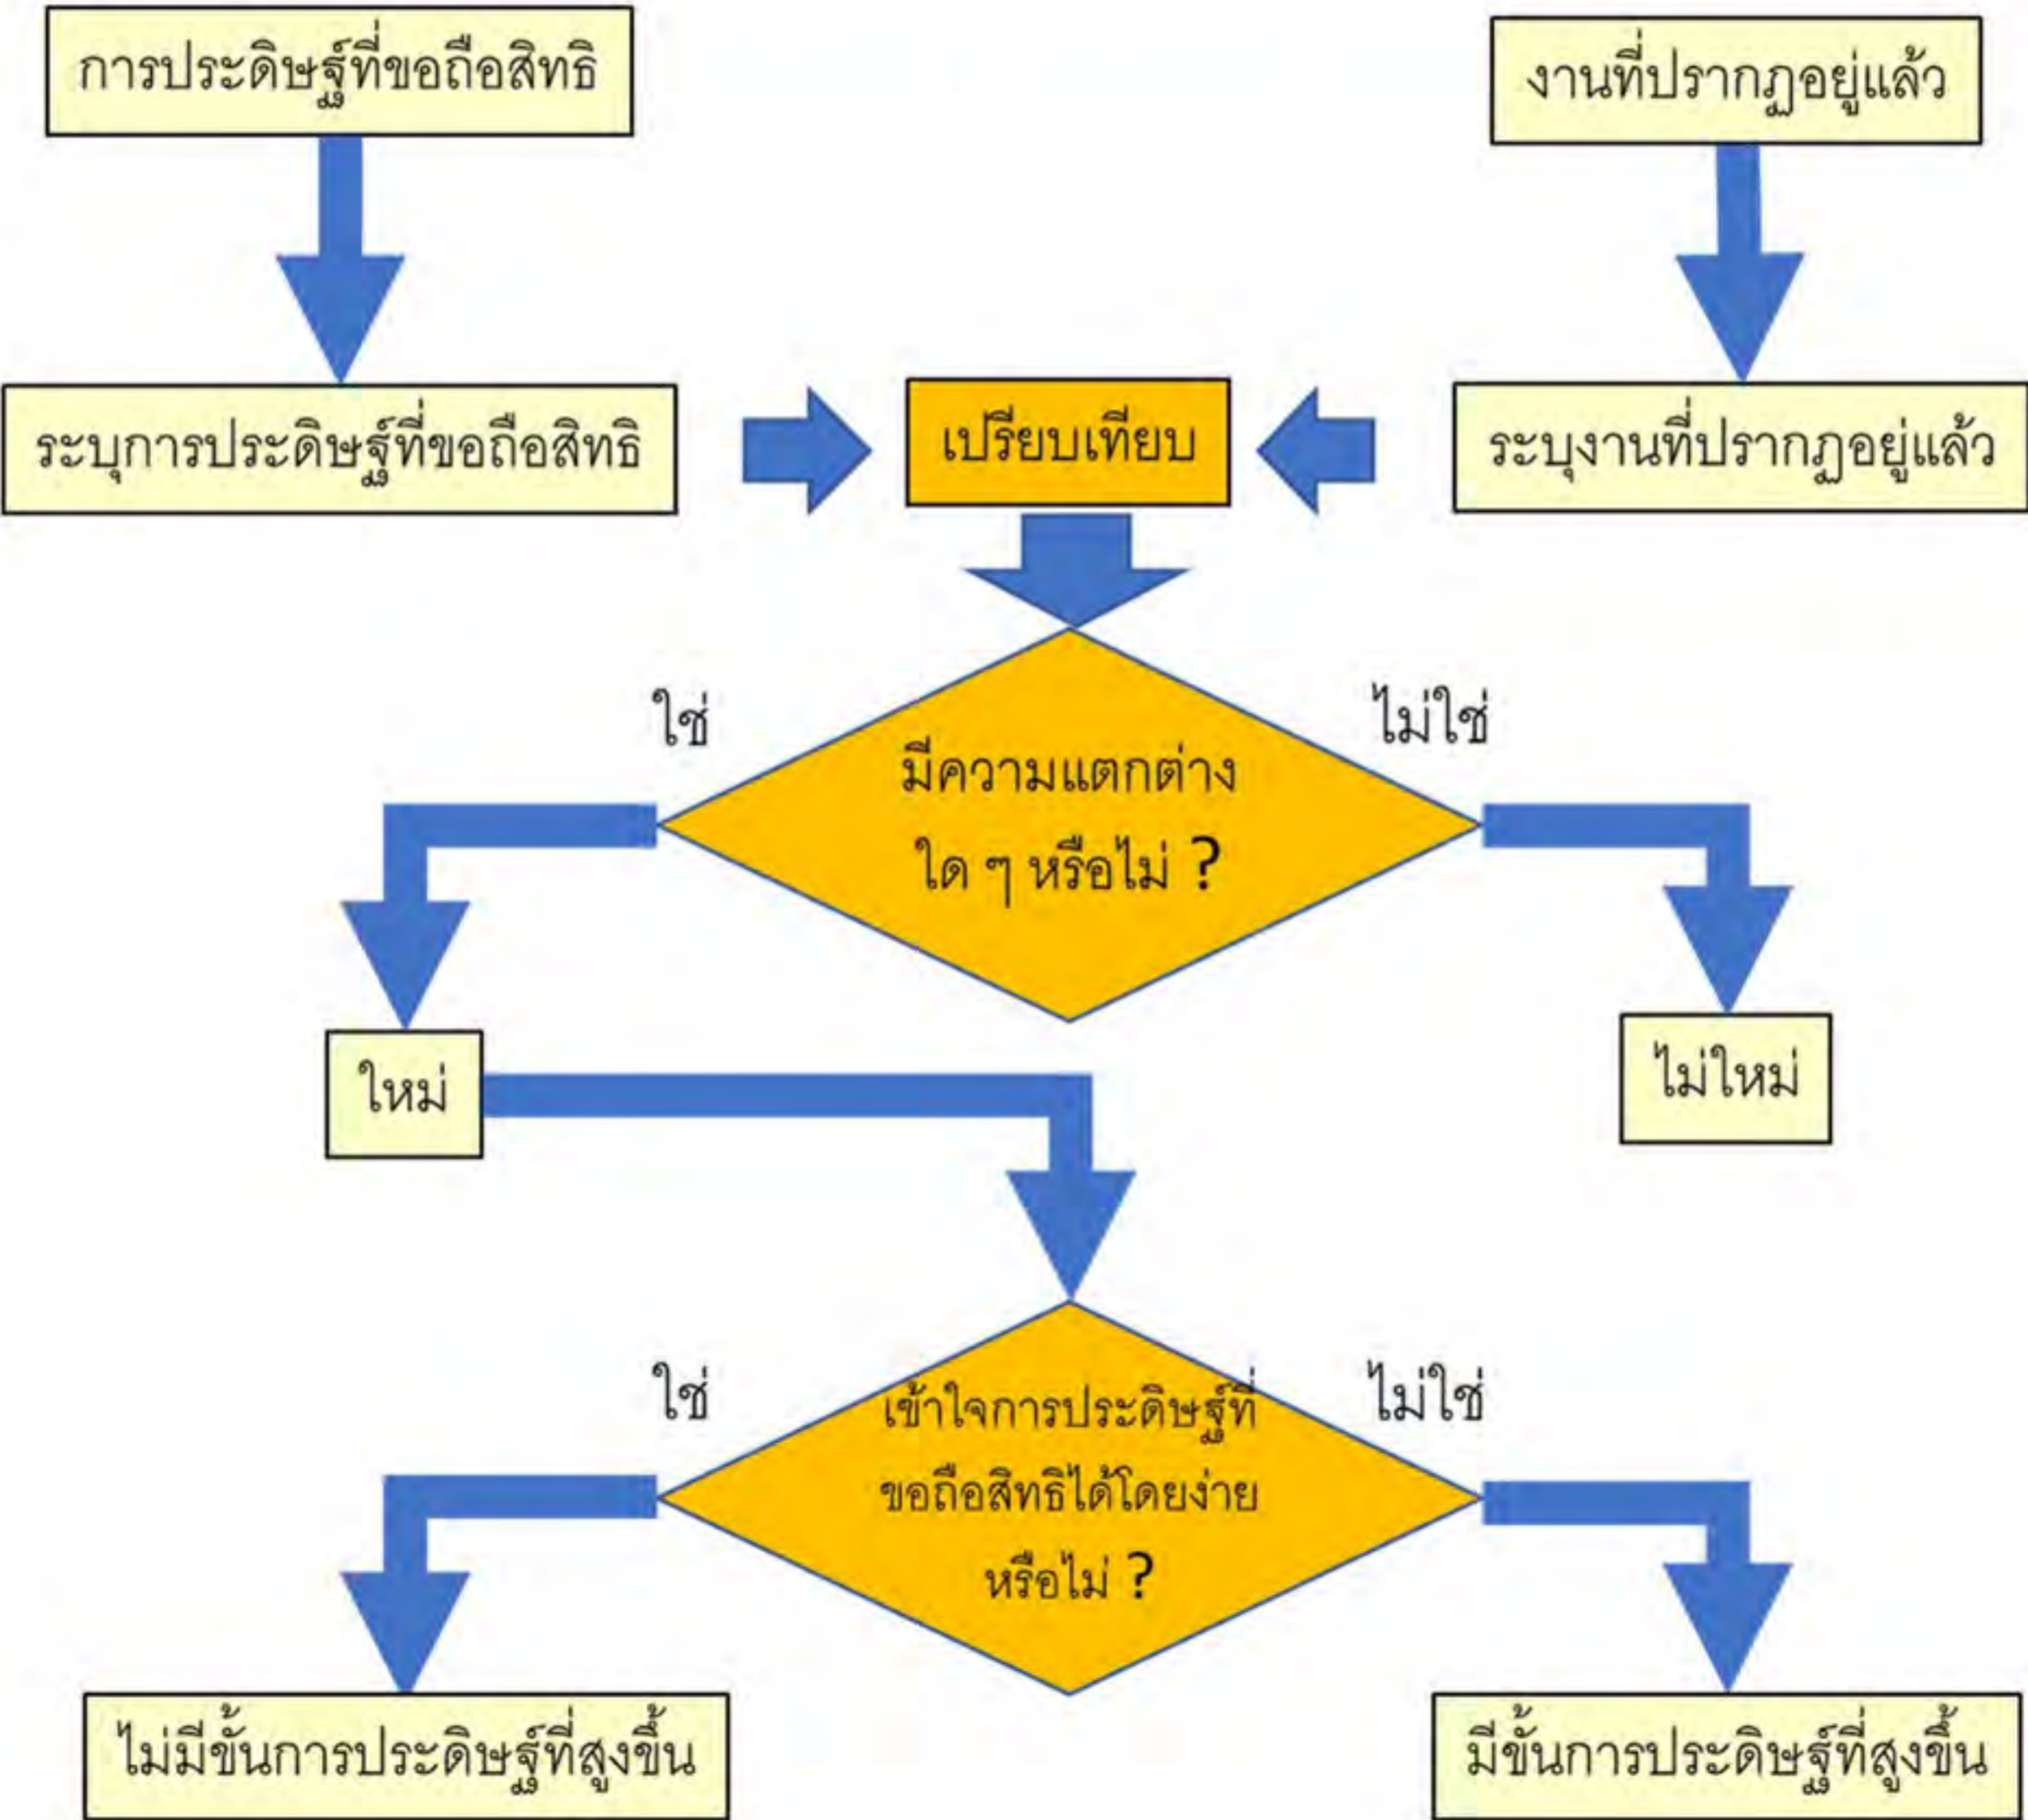 การประดิษฐ์ที่ขอถือสิทธิ
งานที่ปรากฏอยู่แล้ว
ระบุการประดิษฐ์ที่ขอถือสิทธิ
เปรียบเทียบ
ระบุงานที่ปรากฏอยู่แล้ว
ใช่
ไม่ใช่
มีความแตกต่าง
ใด ๆ หรือไม่ ?
ใหม่
ไม่ใหม่
ใช่
ไม่ใช่
เข้าใจการประดิษฐ์ที่
ขอถือสิทธิได้โดยง่าย
หรือไม่ ?
ไม่มีขั้นการประดิษฐ์ที่สูงขึ้น
มีขั้นการประดิษฐ์ที่สูงขึ้น